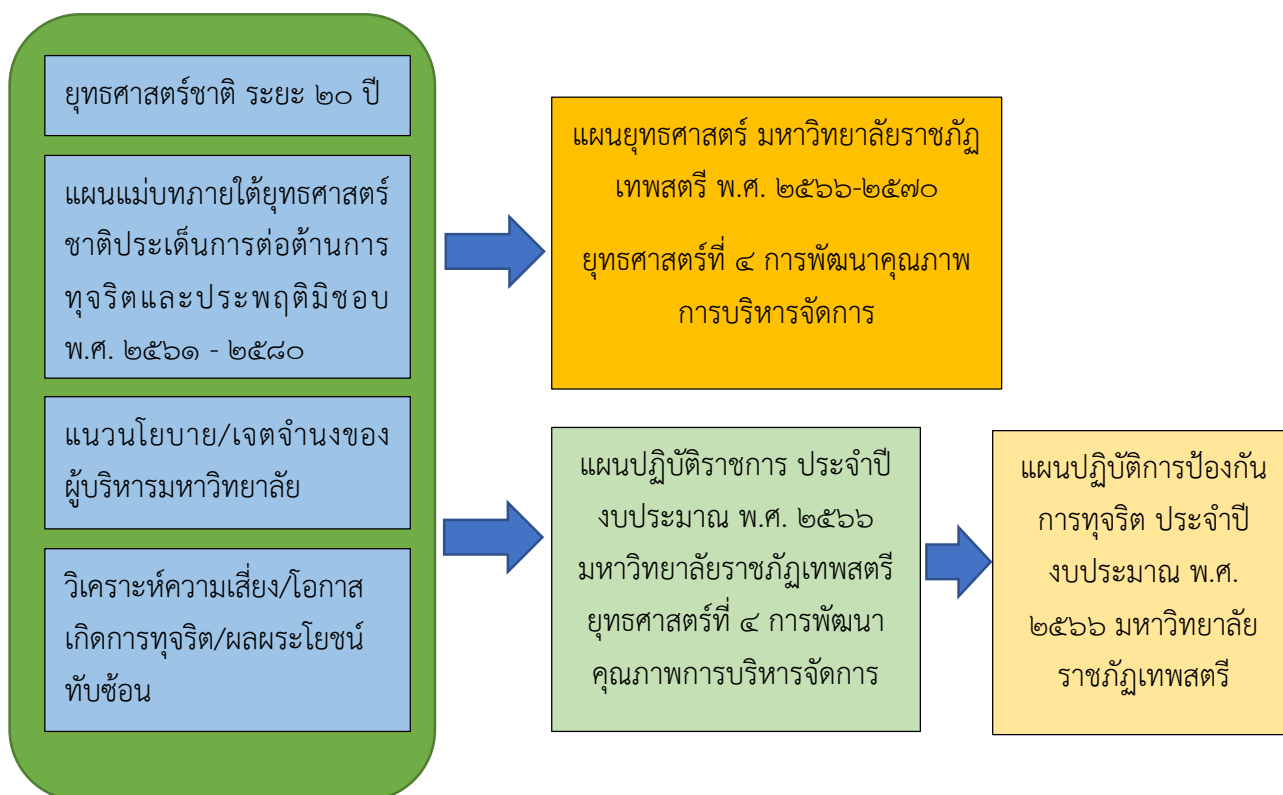 ยุทธศาสตร์ชาติ ระยะ ๒๐ ปี
แผนแม่บทภายใต้ยุทธศาสตร์
ชาติประเด็นการต่อต้านการ
ทุจริตและประพฤติมิชอบ
พ.ศ. ๒๕๖๑ - ๒๕๘๐
แนวนโยบาย/เจตจำนงของ
ผู้บริหารมหาวิทยาลัย
วิเคราะห์ความเสี่ยง/โอกาส
เกิดการทุจริต/ผลผระโยชน์
ทับซ้อน
แผนยุทธศาสตร์ มหาวิทยาลัยราชภัฏ
เทพสตรี พ.ศ. ๒๕๖๖-๒๕๗๐
ยุทธศาสตร์ที่ ๔ การพัฒนาคุณภาพ
การบริหารจัดการ
แผนปฏิบัติราชการ ประจำปี
งบประมาณ พ.ศ. ๒๕๖๖
มหาวิทยาลัยราชภัฏเทพสตรี
ยุทธศาสตร์ที่ ๔ การพัฒนา
คุณภาพการบริหารจัดการ
แผนปฏิบัติการป้องกัน
การทุจริต ประจำปี
งบประมาณ พ.ศ.
๒๕๖๖ มหาวิทยาลัย
ราชภัฏเทพสตรี